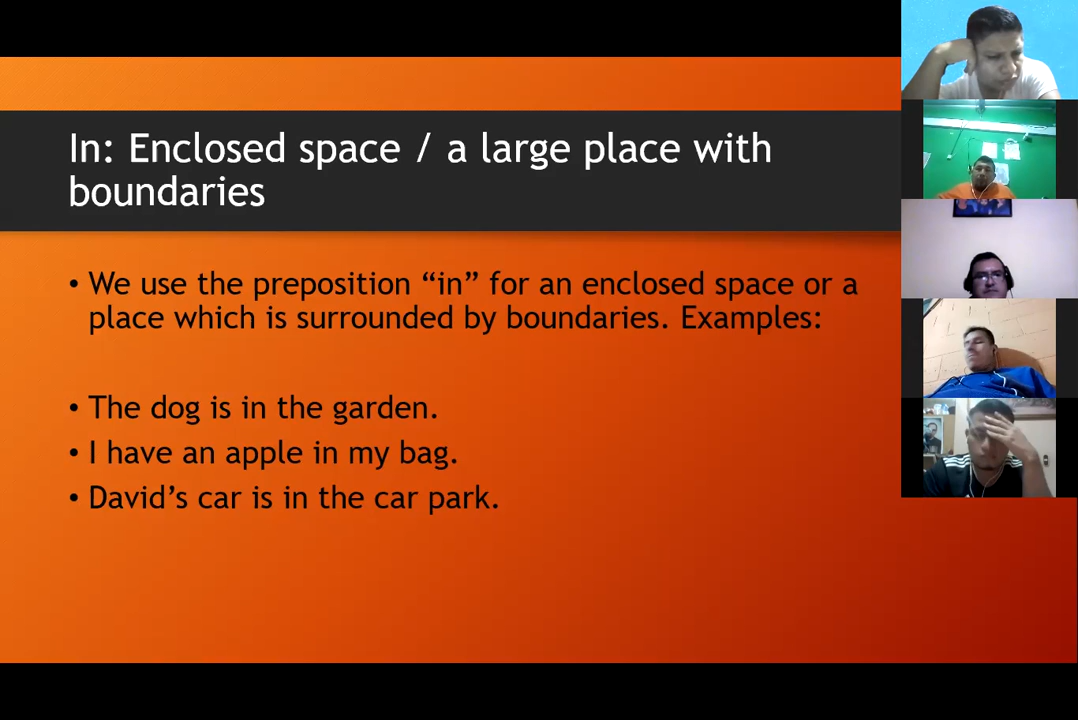 In: Enclosed space / a large place with
boundaries
• We use the preposition “in” for an enclosed space or a
place which is surrounded by boundaries. Examples:
• The dog is in the garden.
• I have an apple in my bag.
• David’s car is in the car park.